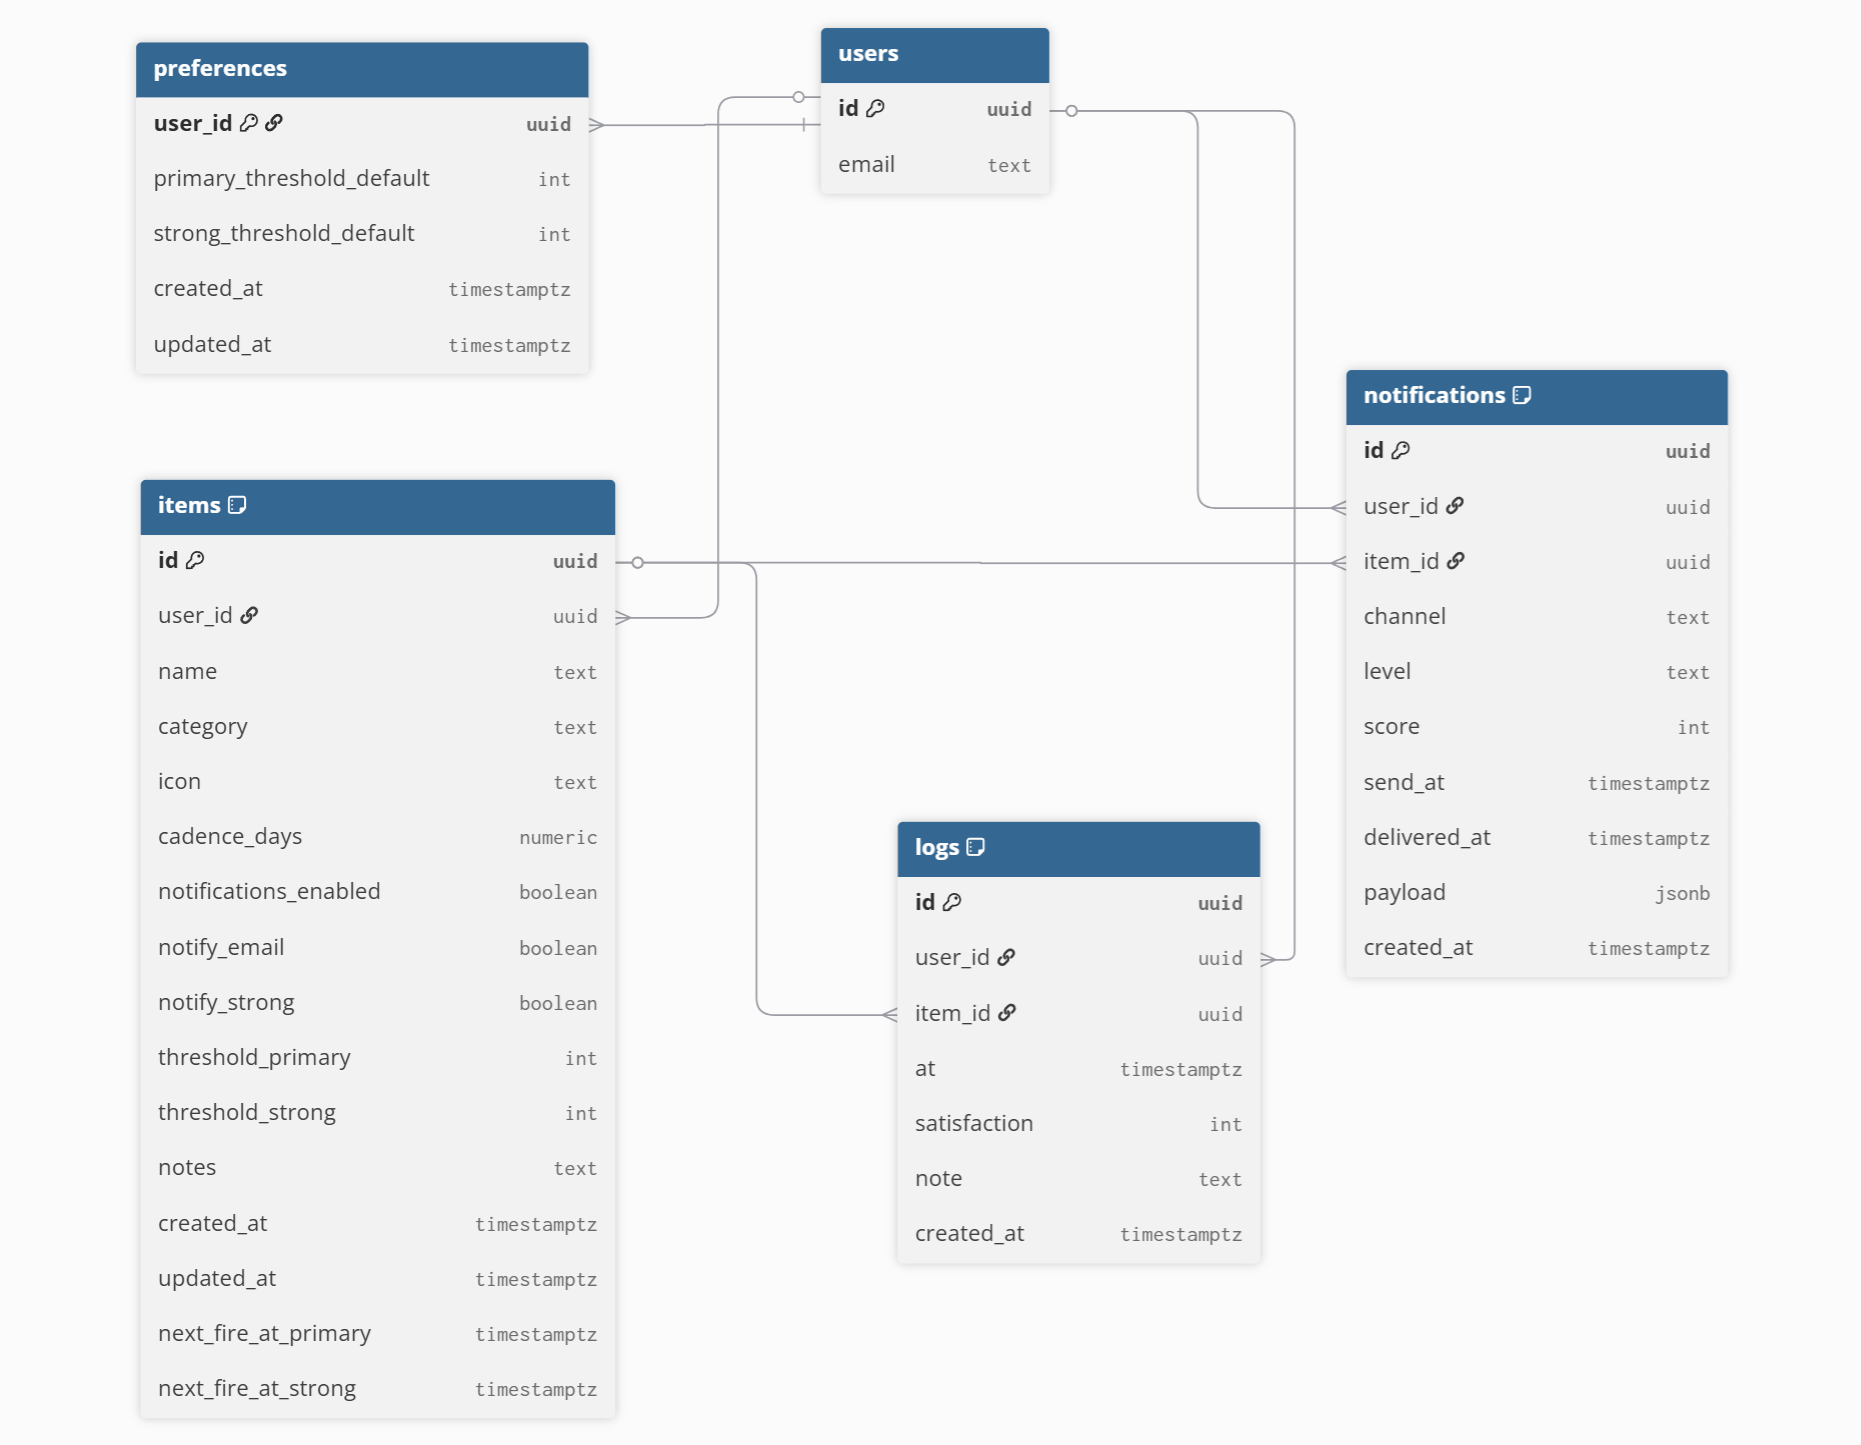 preferences
user_id uuid
primary_threshold_default int
strong_threshold_default int
created_at timestamptz
updated_at timestamptz
users
id uuid
email text
notifications
id uuid
user_id uuid
item_id uuid
channel text
level text
score int
send_at timestamptz
delivered_at timestamptz
payload jsonb
created_at timestamptz
items
id uuid
user_id uuid
name text
category text
icon text
cadence_days numeric
notifications_enabled boolean
notify_email boolean
notify_strong boolean
threshold_primary int
threshold_strong int
notes text
created_at timestamptz
updated_at timestamptz
next_fire_at_primary timestamptz
next_fire_at_strong timestamptz
logs
id uuid
user_id uuid
item_id uuid
at timestamptz
satisfaction int
note text
created_at timestamptz